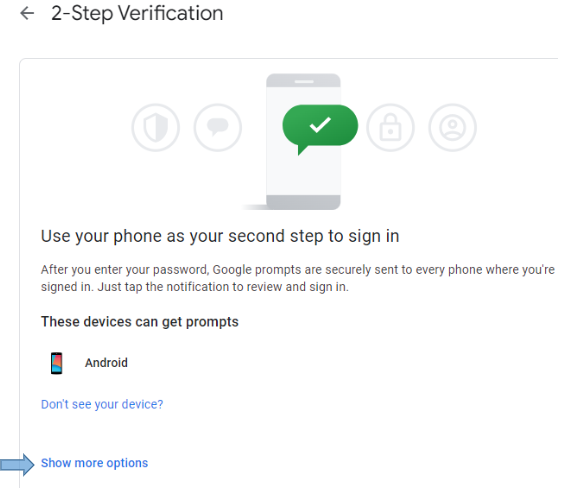 2-Step Verification
Use your phone as your second step to sign in
After you enter your password, Google prompts are securely sent to every phone where you're
signed in. Just tap the notification to review and sign in.
These devices can get prompts
Android
Don't see your device?
Show more options